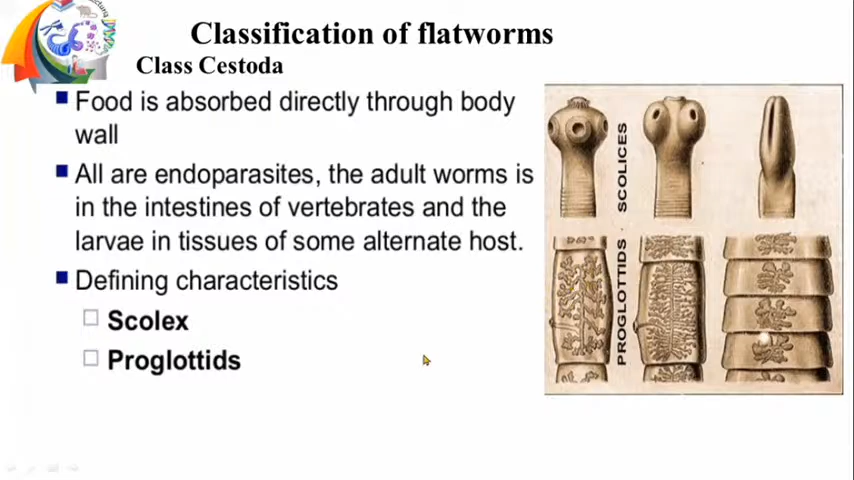 Classification of flatworms
Class Cestoda
Food is absorbed directly through body
wall
All are endoparasites, the adult worms is
in the intestines of vertebrates and the
larvae in tissues of some alternate host.
Defining characteristics
Scolex
Proglottids
SCOLICES
PROGLOTTIDS